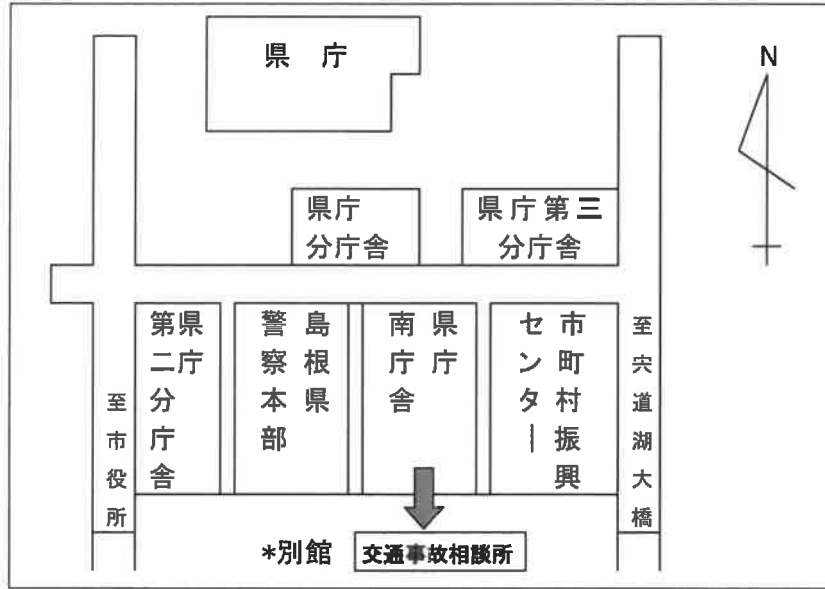 県庁
N
県庁
分庁舎
県庁第三
分庁舎
県庁
第二分庁舎
島根県
警察本部
県庁
南庁舎
市町村振興
センター
至市役所
至宍道湖大橋
*別館
交通事故相談所